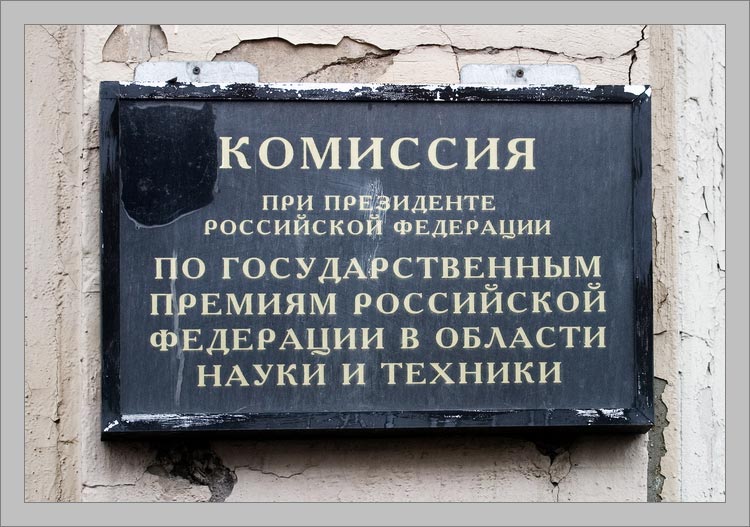 КОМИССИЯ
ПРИ ПРЕЗИДЕНТЕ
РОССИЙСКОЙ ФЕДЕРАЦИИ
ПО ГОСУДАРСТВЕННЫМ
ПРЕМИЯМ РОССИЙСКОЙ
ФЕДЕРАЦИИ В ОБЛАСТИ
НАУКИ И ТЕХНИКИ